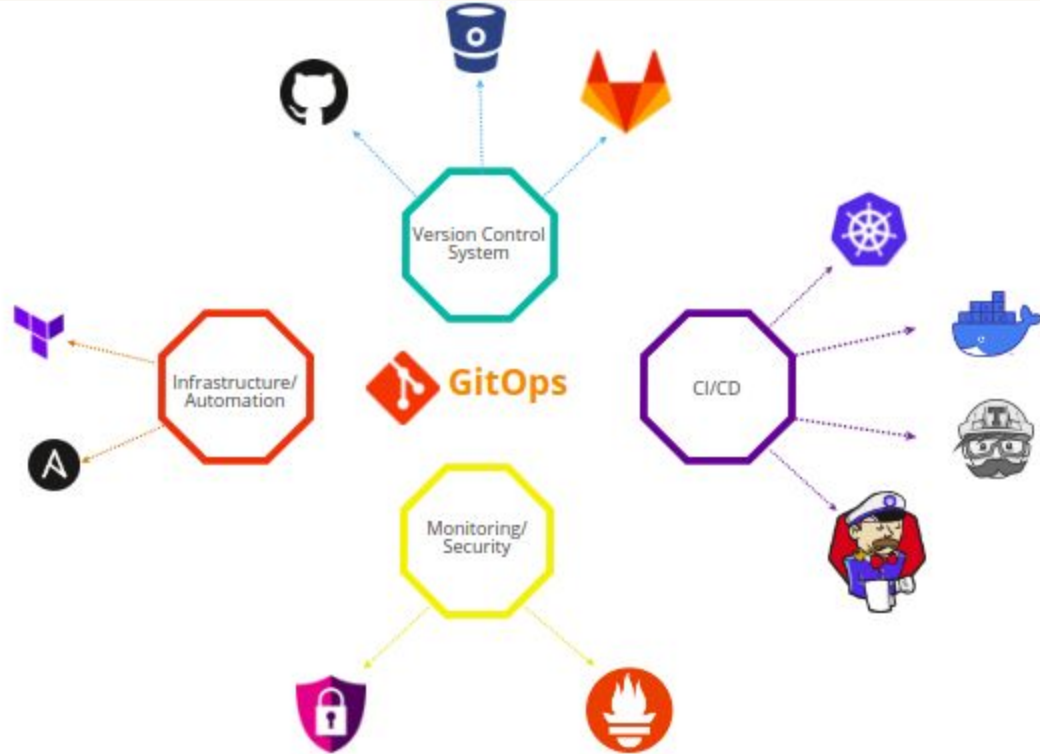 Version Control
System
Infrastructure/
Automation
GitOps
CI/CD
T
Monitoring/
Security